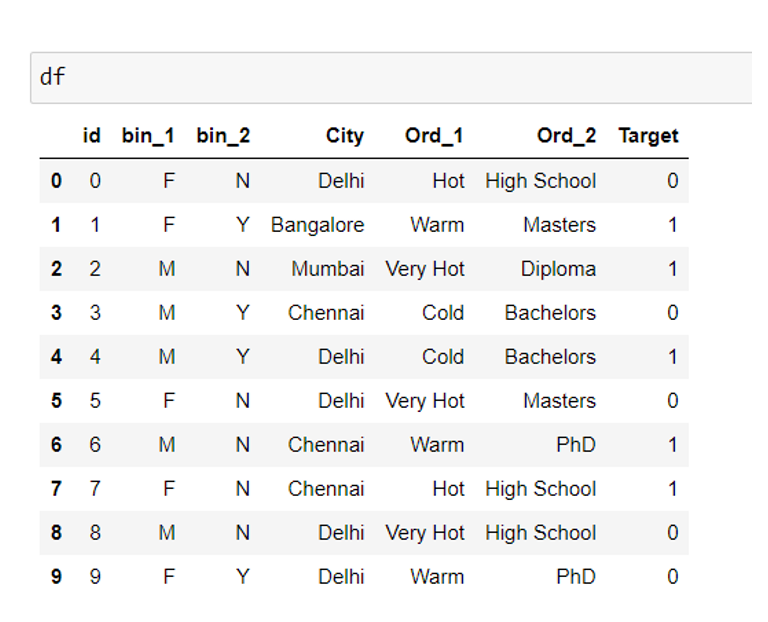 df
id bin_1 bin_2 City Ord_1 Ord_2 Target
0 0 F N Delhi Hot High School 0
1 1 F Y Bangalore Warm Masters 1
2 2 M N Mumbai Very Hot Diploma 1
3 3 M Y Chennai Cold Bachelors 0
4 4 M Y Delhi Cold Bachelors 1
5 5 F N Delhi Very Hot Masters 0
6 6 M N Chennai Warm PhD 1
7 7 F N Chennai Hot High School 1
8 8 M N Delhi Very Hot High School 0
9 9 F Y Delhi Warm PhD 0